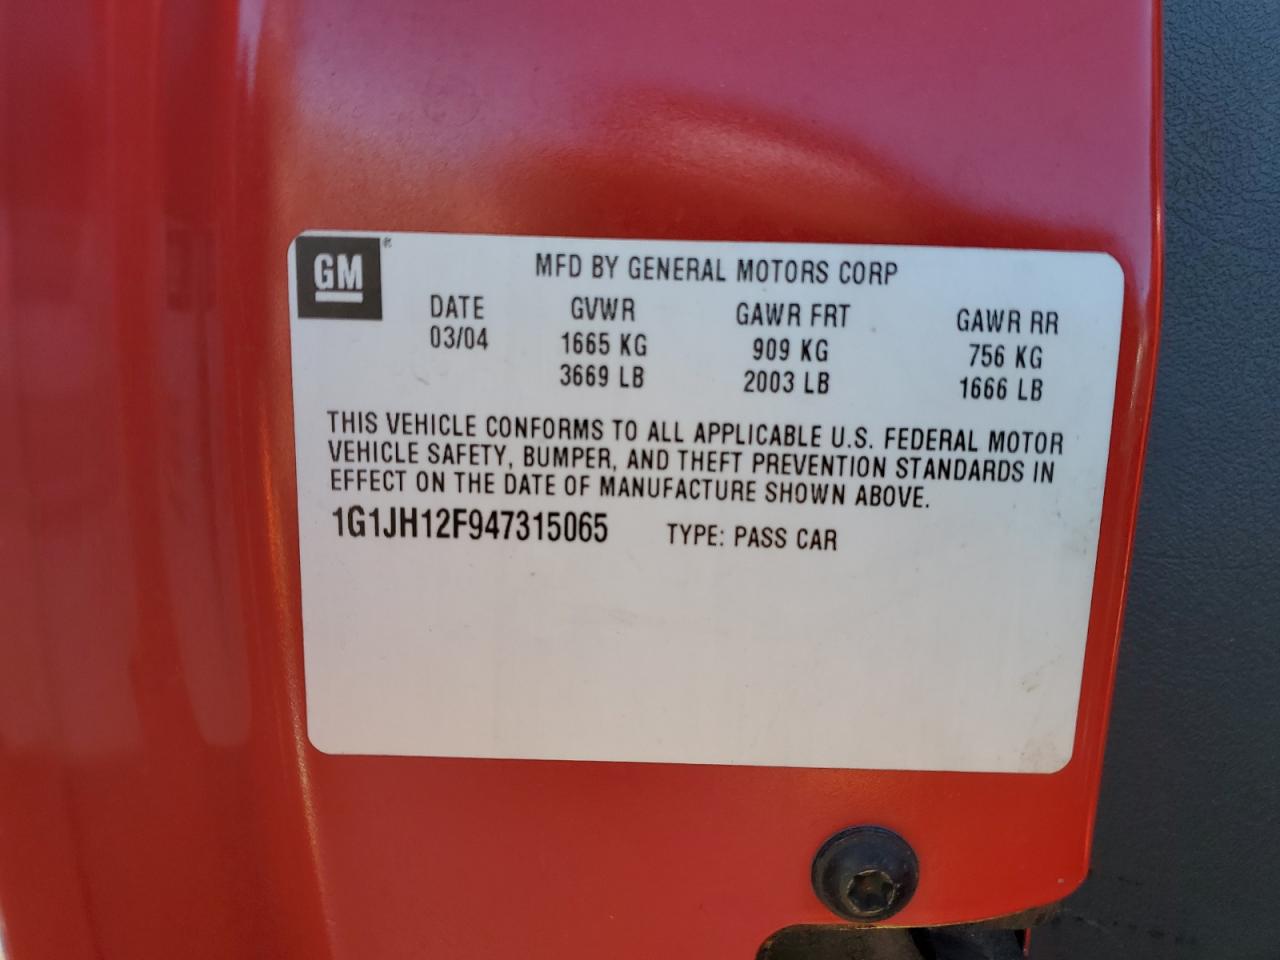 GM®
MFD BY GENERAL MOTORS CORP
DATE GVWR GAWR FRT GAWR RR
03/04 1665 KG 909 KG 756 KG
3669 LB 2003 LB 1666 LB
THIS VEHICLE CONFORMS TO ALL APPLICABLE U.S. FEDERAL MOTOR
VEHICLE SAFETY, BUMPER, AND THEFT PREVENTION STANDARDS IN
EFFECT ON THE DATE OF MANUFACTURE SHOWN ABOVE.
1G1JH12F947315065 TYPE: PASS CAR